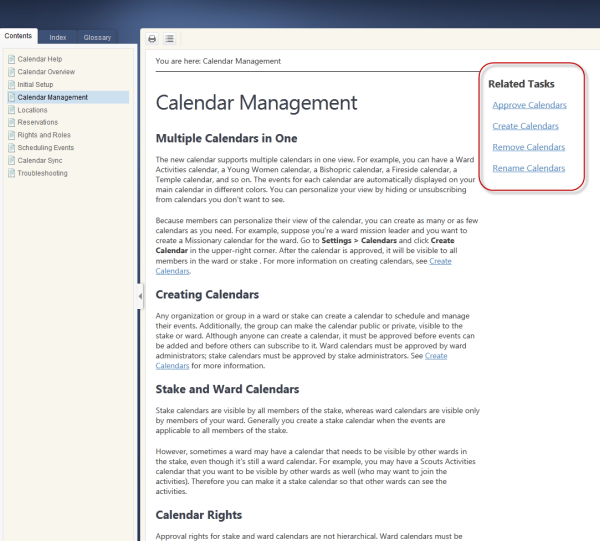 Contents
Index
Glossary
Calendar Help
Calendar Overview
Initial Setup
Calendar Management
Locations
Reservations
Rights and Roles
Scheduling Events
Calendar Sync
Troubleshooting
You are here: Calendar Management
Calendar Management
Multiple Calendars in One
The new calendar supports multiple calendars in one view. For example, you can have a Ward
Activities calendar, a Young Women calendar, a Bishopric calendar, a Fireside calendar, a
Temple calendar, and so on. The events for each calendar are automatically displayed on your
main calendar in different colors. You can personalize your view by hiding or unsubscribing
from calendars you don't want to see.
Because members can personalize their view of the calendar, you can create as many or as few
calendars as you need. For example, suppose you're a ward mission leader and you want to
create a Missionary calendar for the ward. Go to Settings > Calendars and click Create
Calendar in the upper-right corner. After the calendar is approved, it will be visible to all
members in the ward or stake . For more information on creating calendars, see Create
Calendars.
Creating Calendars
Any organization or group in a ward or stake can create a calendar to schedule and manage
their events. Additionally, the group can make the calendar public or private, visible to the
stake or ward. Although anyone can create a calendar, it must be approved before events can
be added and before others can subscribe to it. Ward calendars must be approved by ward
administrators; stake calendars must be approved by stake administrators. See Create
Calendars for more information.
Stake and Ward Calendars
Stake calendars are visible by all members of the stake, whereas ward calendars are visible only
by members of your ward. Generally you create a stake calendar when the events are
applicable to all members of the stake.
However, sometimes a ward may have a calendar that needs to be visible by other wards in
the stake, even though it's still a ward calendar. For example, you may have a Scouts Activities
calendar that you want to be visible by other wards as well (who may want to join the
activities). Therefore you can make it a stake calendar so that other wards can see the
activities.
Calendar Rights
Approval rights for stake and ward calendars are not hierarchical. Ward calendars must be
Related Tasks
Approve Calendars
Create Calendars
Remove Calendars
Rename Calendars